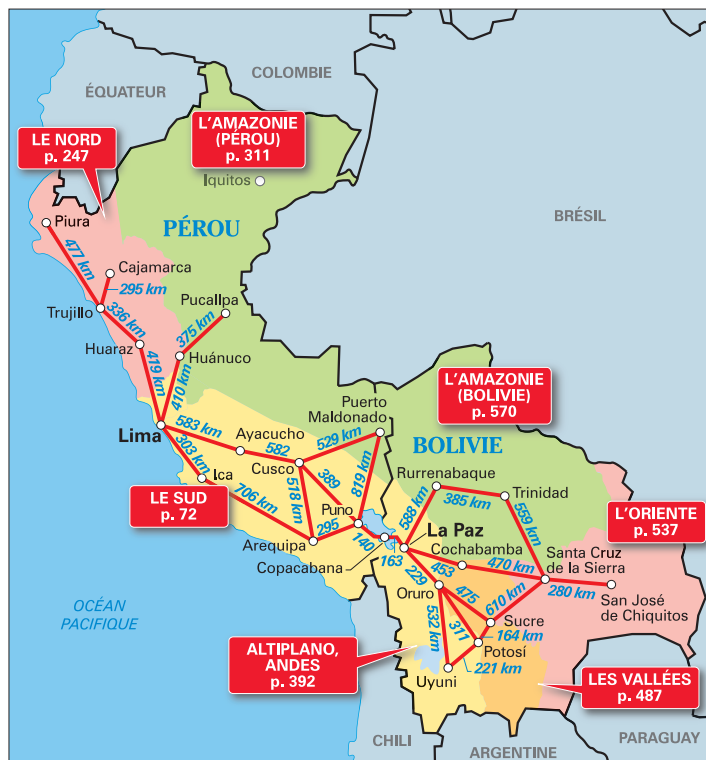 COLOMBIE
ÉQUATEUR
L'AMAZONIE
(PÉROU)
p. 311
LE NORD
p. 247
Iquitos
BRÉSIL
Piura
PÉROU
477 km
Cajamarca
295 km
Pucallpa
Trujillo
336 km
375 km
Huaraz
Huánuco
419 km
410 km
L'AMAZONIE
(BOLIVIE)
p. 570
Puerto
Maldonado
Lima
583 km
Ayacucho
582
529 km
BOLIVIE
303 km
Cusco
Ica
389
819 km
Rurrenabaque
385 km
Trinidad
LE SUD
p. 72
706 km
518 km
588 km
559 km
L'ORIENTE
p. 537
Puno
295
La Paz
Arequipa
140
Copacabana
163
Cochabamba
453
470 km
Santa Cruz
de la Sierra
229
280 km
Oruro
475
610 km
San José
de Chiquitos
OCÉAN
PACIFIQUE
532 km
311
Sucre
164 km
Potosí
ALTIPLANO,
ANDES
p. 392
221 km
Uyuni
LES VALLÉES
p. 487
CHILI
ARGENTINE
PARAGUAY